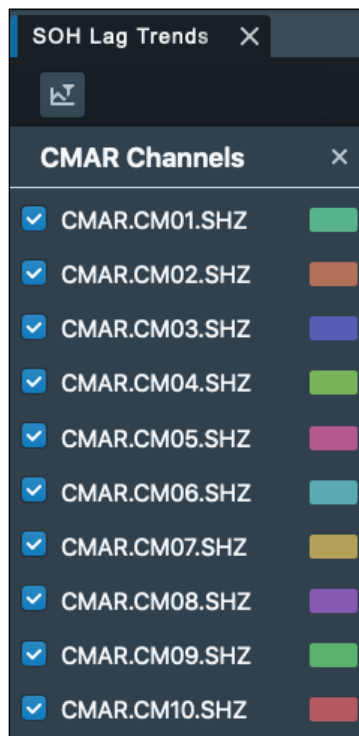 SOH Lag Trends
CMAR Channels
CMAR.CM01.SHZ
CMAR.CM02.SHZ
CMAR.CM03.SHZ
CMAR.CM04.SHZ
CMAR.CM05.SHZ
CMAR.CM06.SHZ
CMAR.CM07.SHZ
CMAR.CM08.SHZ
CMAR.CM09.SHZ
CMAR.CM10.SHZ